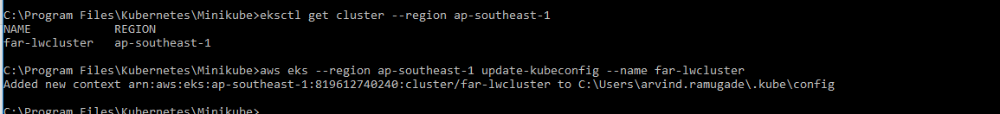 C:\Program Files\Kubernetes\Minikube>eksctl get cluster --region ap-southeast-1
NAME REGION
far-lwcluster ap-southeast-1
C:\Program Files\Kubernetes\Minikube>aws eks --region ap-southeast-1 update-kubeconfig --name far-lwcluster
Added new context arn:aws:eks:ap-southeast-1:819612740240:cluster/far-lwcluster to C:\Users\arvind.ramugade\.kube\config
C:\Program Files\Kubernetes\Minikube>